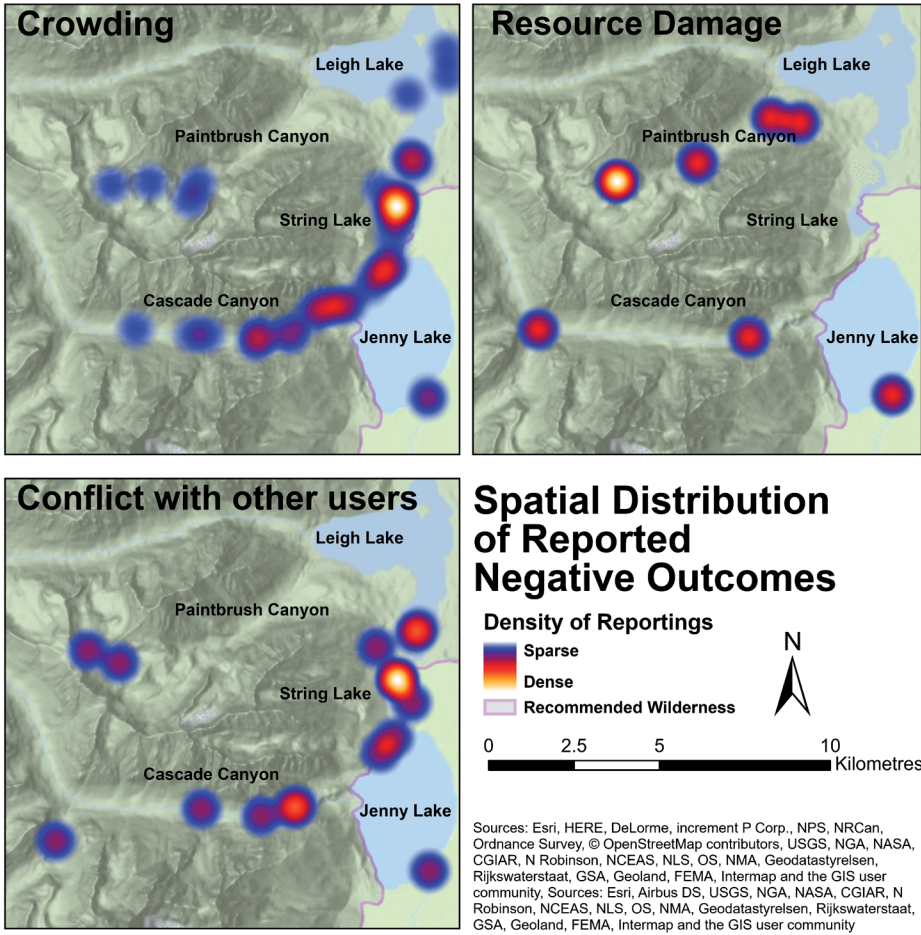 Crowding
Leigh Lake
Paintbrush Canyon
String Lake
Cascade Canyon
Jenny Lake
Resource Damage
Leigh Lake
Paintbrush Canyon
String Lake
Cascade Canyon
Jenny Lake
Conflict with other users
Leigh Lake
Paintbrush Canyon
String Lake
Cascade Canyon
Jenny Lake
Spatial Distribution
of Reported
Negative Outcomes
Density of Reportings
Sparse
Dense
Recommended Wilderness
N
0 2.5 5 10
Kilometres
Sources: Esri, HERE, DeLorme, increment P Corp., NPS, NRCan,
Ordnance Survey, © OpenStreetMap contributors, USGS, NGA, NASA,
CGIAR, N Robinson, NCEAS, NLS, OS, NMA, Geodatastyrelsen,
Rijkswaterstaat, GSA, Geoland, FEMA, Intermap and the GIS user
community, Sources: Esri, Airbus DS, USGS, NGA, NASA, CGIAR, N
Robinson, NCEAS, NLS, OS, NMA, Geodatastyrelsen, Rijkswaterstaat,
GSA, Geoland, FEMA, Intermap and the GIS user community